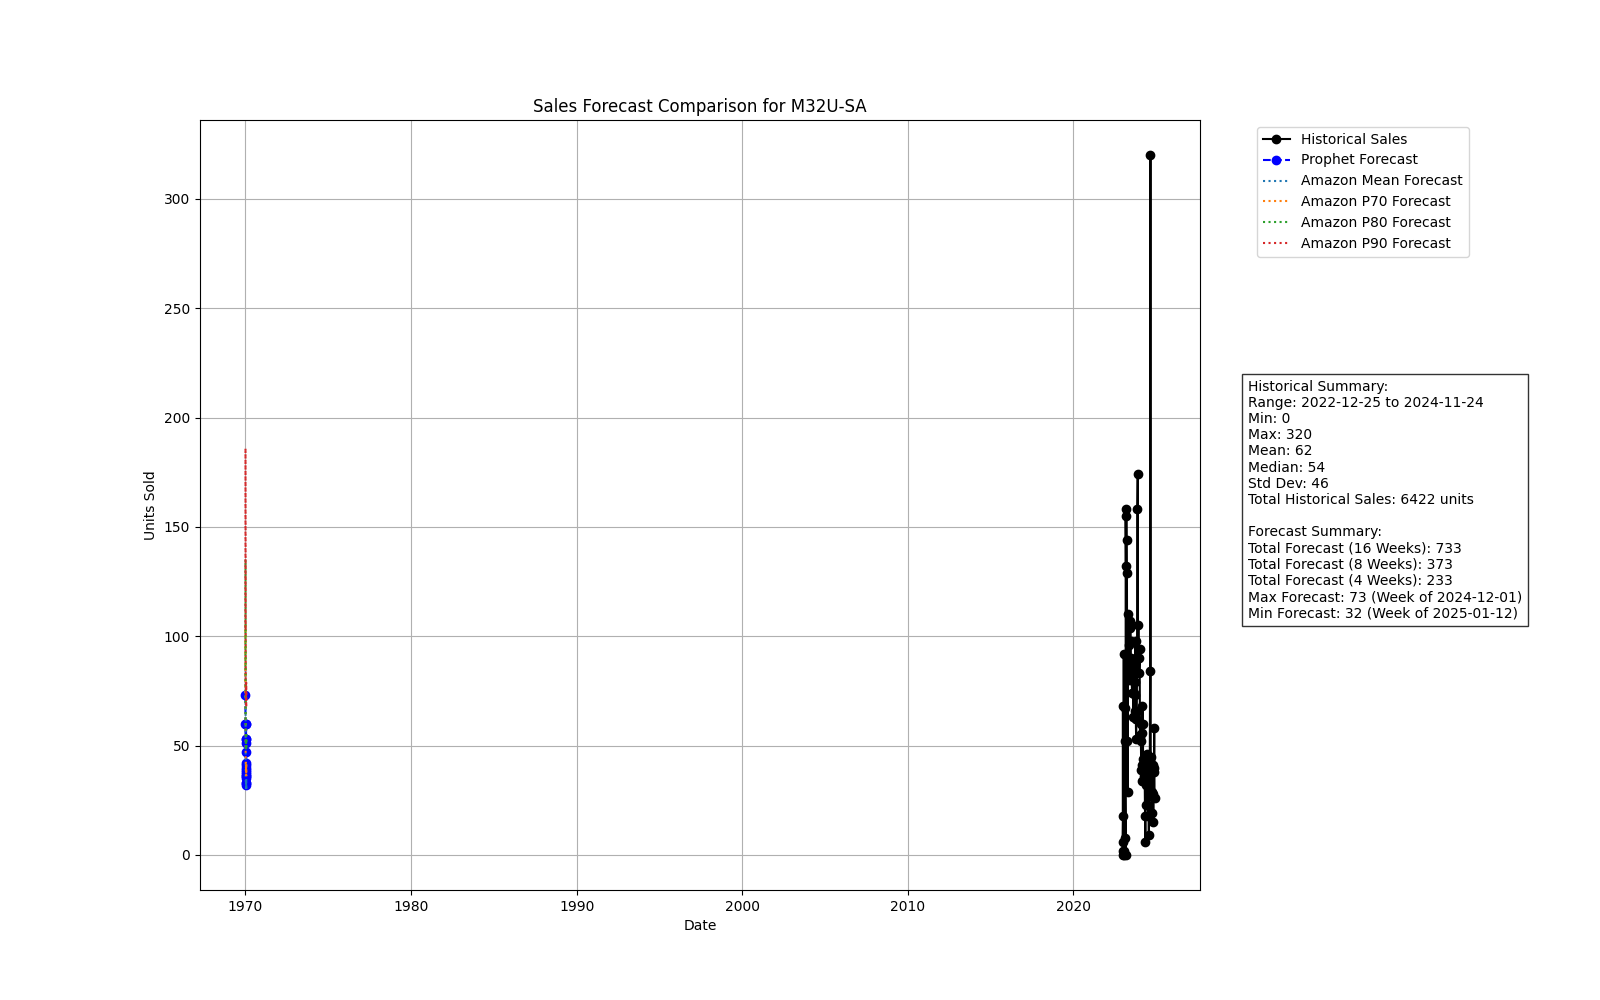 Sales Forecast Comparison for M32U-SA
Units Sold
300
250
200
150
100
50
0
1970
1980
1990
2000
2010
2020
Date
Historical Sales
Prophet Forecast
Amazon Mean Forecast
Amazon P70 Forecast
Amazon P80 Forecast
Amazon P90 Forecast
Historical Summary:
Range: 2022-12-25 to 2024-11-24
Min: 0
Max: 320
Mean: 62
Median: 54
Std Dev: 46
Total Historical Sales: 6422 units
Forecast Summary:
Total Forecast (16 Weeks): 733
Total Forecast (8 Weeks): 373
Total Forecast (4 Weeks): 233
Max Forecast: 73 (Week of 2024-12-01)
Min Forecast: 32 (Week of 2025-01-12)